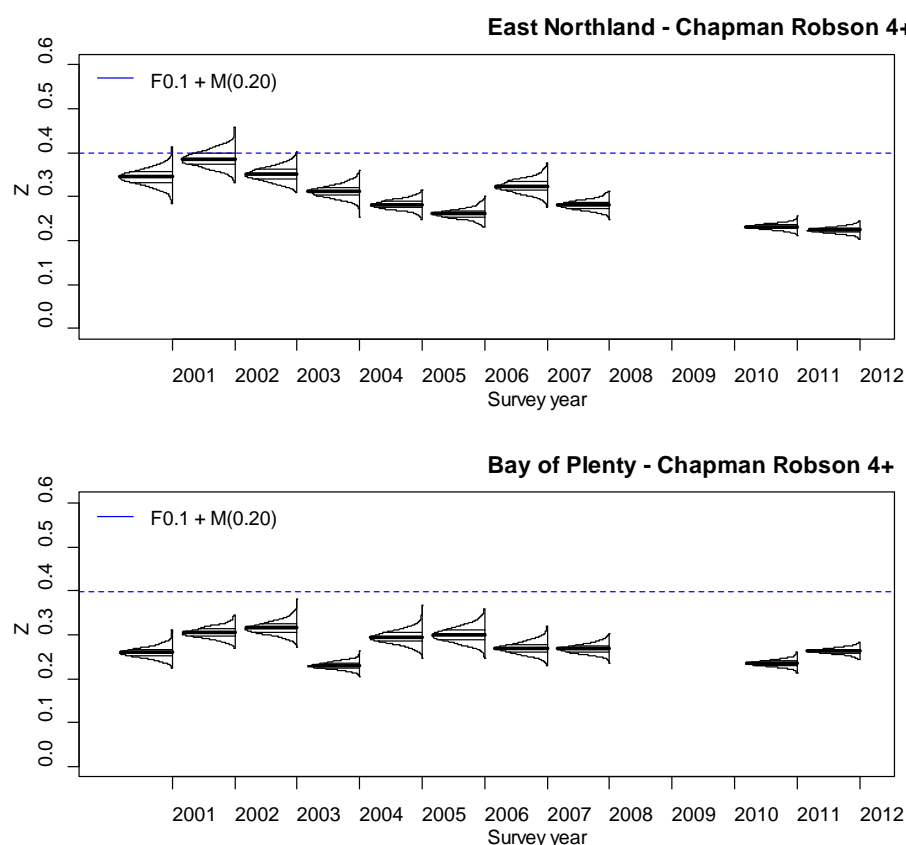 East Northland - Chapman Robson 4+
0.6
0.5
0.4
0.3
0.2
0.1
0.0
Z
F0.1 + M(0.20)
2001 2002 2003 2004 2005 2006 2007 2008 2009 2010 2011 2012
Survey year
Bay of Plenty - Chapman Robson 4+
0.6
0.5
0.4
0.3
0.2
0.1
0.0
Z
F0.1 + M(0.20)
2001 2002 2003 2004 2005 2006 2007 2008 2009 2010 2011 2012
Survey year